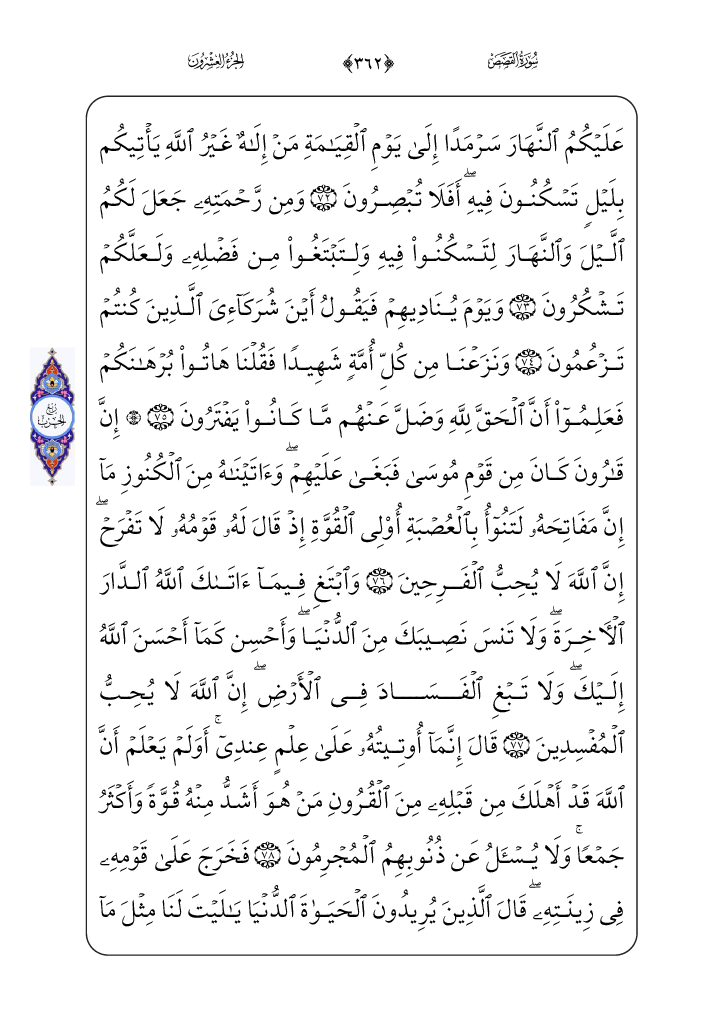 سُورَةُ القَصَصِ ﴿٣٦٢﴾ الجُزْءُ العِشْرُونَ
عَلَيۡكُمُ ٱلنَّهَارَ سَرۡمَدًا إِلَىٰ يَوۡمِ ٱلۡقِيَٰمَةِ مَنۡ إِلَٰهٌ غَيۡرُ ٱللَّهِ يَأۡتِيكُم
بِلَيۡلٖ تَسۡكُنُونَ فِيهِۖ أَفَلَا تُبۡصِرُونَ ٧٢ وَمِن رَّحۡمَتِهِۦ جَعَلَ لَكُمُ
ٱلَّيۡلَ وَٱلنَّهَارَ لِتَسۡكُنُواْ فِيهِ وَلِتَبۡتَغُواْ مِن فَضۡلِهِۦ وَلَعَلَّكُمۡ
تَشۡكُرُونَ ٧٣ وَيَوۡمَ يُنَادِيهِمۡ فَيَقُولُ أَيۡنَ شُرَكَآءِيَ ٱلَّذِينَ كُنتُمۡ
تَزۡعُمُونَ ٧٤ وَنَزَعۡنَا مِن كُلِّ أُمَّةٖ شَهِيدٗا فَقُلۡنَا هَاتُواْ بُرۡهَٰنَكُمۡ
رُبْعُ
الحِزْبِ
فَعَلِمُوٓاْ أَنَّ ٱلۡحَقَّ لِلَّهِ وَضَلَّ عَنۡهُم مَّا كَانُواْ يَفۡتَرُونَ ٧٥ ۞ إِنَّ
قَٰرُونَ كَانَ مِن قَوۡمِ مُوسَىٰ فَبَغَىٰ عَلَيۡهِمۡۖ وَءَاتَيۡنَٰهُ مِنَ ٱلۡكُنُوزِ مَآ
إِنَّ مَفَاتِحَهُۥ لَتَنُوٓأُ بِٱلۡعُصۡبَةِ أُوْلِي ٱلۡقُوَّةِ إِذۡ قَالَ لَهُۥ قَوۡمُهُۥ لَا تَفۡرَحۡۖ
إِنَّ ٱللَّهَ لَا يُحِبُّ ٱلۡفَرِحِينَ ٧٦ وَٱبۡتَغِ فِيمَآ ءَاتَىٰكَ ٱللَّهُ ٱلدَّارَ
ٱلۡأٓخِرَةَۖ وَلَا تَنسَ نَصِيبَكَ مِنَ ٱلدُّنۡيَاۖ وَأَحۡسِن كَمَآ أَحۡسَنَ ٱللَّهُ
إِلَيۡكَۖ وَلَا تَبۡغِ ٱلۡفَسَادَ فِي ٱلۡأَرۡضِۖ إِنَّ ٱللَّهَ لَا يُحِبُّ
ٱلۡمُفۡسِدِينَ ٧٧ قَالَ إِنَّمَآ أُوتِيتُهُۥ عَلَىٰ عِلۡمٍ عِندِيٓۚ أَوَلَمۡ يَعۡلَمۡ أَنَّ
ٱللَّهَ قَدۡ أَهۡلَكَ مِن قَبۡلِهِۦ مِنَ ٱلۡقُرُونِ مَنۡ هُوَ أَشَدُّ مِنۡهُ قُوَّةٗ وَأَكۡثَرُ
جَمۡعٗاۚ وَلَا يُسۡـَٔلُ عَن ذُنُوبِهِمُ ٱلۡمُجۡرِمُونَ ٧٨ فَخَرَجَ عَلَىٰ قَوۡمِهِۦ
فِي زِينَتِهِۦۖ قَالَ ٱلَّذِينَ يُرِيدُونَ ٱلۡحَيَوٰةَ ٱلدُّنۡيَا يَٰلَيۡتَ لَنَا مِثۡلَ مَآ